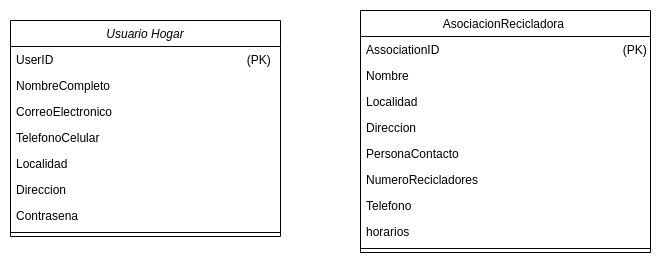 Usuario Hogar
UserID (PK)
NombreCompleto
CorreoElectronico
TelefonoCelular
Localidad
Direccion
Contrasena
AsociacionRecicladora
AssociationID (PK)
Nombre
Localidad
Direccion
PersonaContacto
NumeroRecicladores
Telefono
horarios